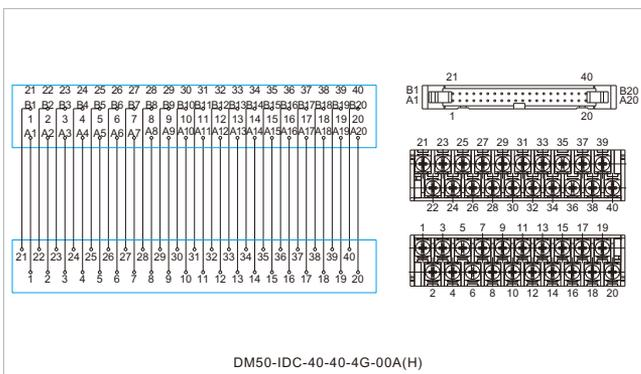 21 22 23 24 25 26 27 28 29 30 31 32 33 34 35 36 37 38 39 40
B1 B2 B3 B4 B5 B6 B7 B8 B9 B10 B11 B12 B13 B14 B15 B16 B17 B18 B19 B20
1 2 3 4 5 6 7 8 9 10 11 12 13 14 15 16 17 18 19 20
A1 A2 A3 A4 A5 A6 A7 A8 A9 A10 A11 A12 A13 A14 A15 A16 A17 A18 A19 A20
21 22 23 24 25 26 27 28 29 30 31 32 33 34 35 36 37 38 39 40
1 2 3 4 5 6 7 8 9 10 11 12 13 14 15 16 17 18 19 20
21 40
B1 B20
A1 A20
1 20
21 23 25 27 29 31 33 35 37 39
22 24 26 28 30 32 34 36 38 40
1 3 5 7 9 11 13 15 17 19
2 4 6 8 10 12 14 16 18 20
DM50-IDC-40-40-4G-00A(H)